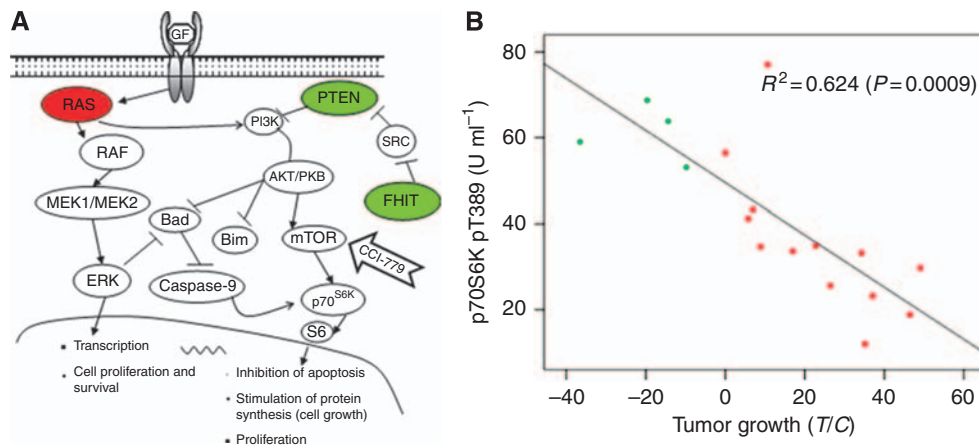 A
GF
RAS
PTEN
PI3K
RAF
SRC
AKT/PKB
MEK1/MEK2
FHIT
Bad
Bim
mTOR
CCI-779
ERK
Caspase-9
p70S6K
S6
Transcription
Cell proliferation and
survival
Inhibition of apoptosis
Stimulation of protein
synthesis (cell growth)
Proliferation
B
R²=0.624 (P=0.0009)
p70S6K pT389 (U ml⁻¹)
80
60
40
20
−40 −20 0 20 40 60
Tumor growth (T/C)